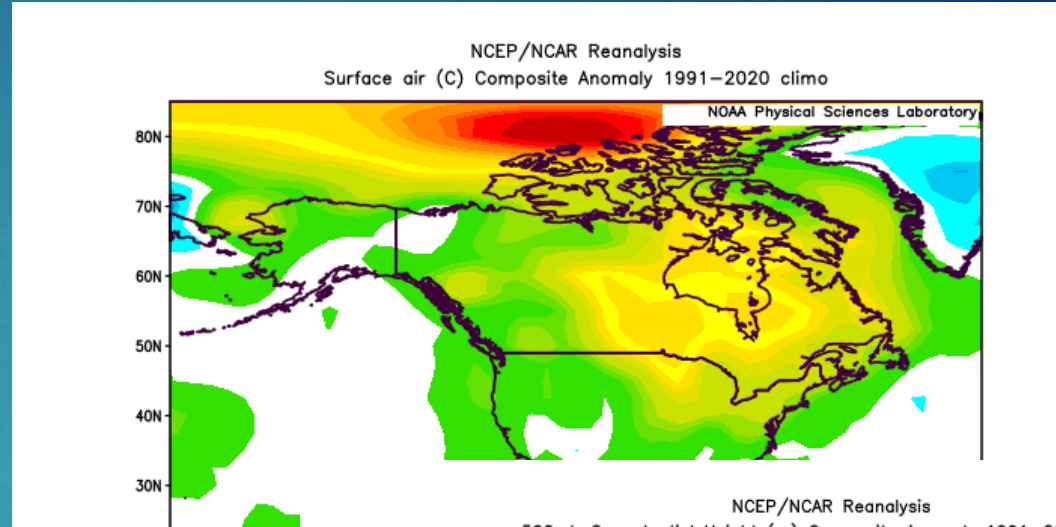 NCEP/NCAR Reanalysis
Surface air (C) Composite Anomaly 1991-2020 climo
NOAA Physical Sciences Laboratory
80N
70N
60N
50N
40N
30N
NCEP/NCAR Reanalysis